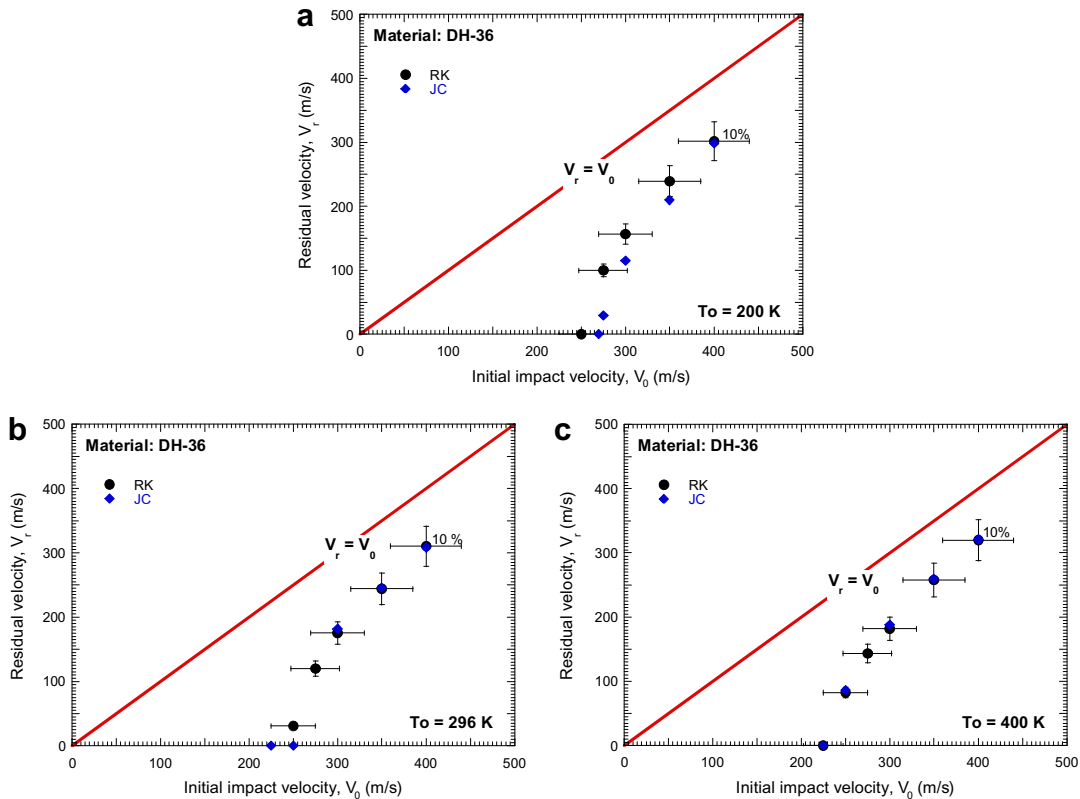 a
Material: DH-36
RK
JC
10%
V_r = V_0
To = 200 K
500
400
300
200
100
0
0 100 200 300 400 500
Residual velocity, V_r (m/s)
Initial impact velocity, V_0 (m/s)
b
Material: DH-36
RK
JC
10 %
V_r = V_0
To = 296 K
500
400
300
200
100
0
0 100 200 300 400 500
Residual velocity, V_r (m/s)
Initial impact velocity, V_0 (m/s)
c
Material: DH-36
RK
JC
10%
V_r = V_0
To = 400 K
500
400
300
200
100
0
0 100 200 300 400 500
Residual velocity, V_r (m/s)
Initial impact velocity, V_0 (m/s)